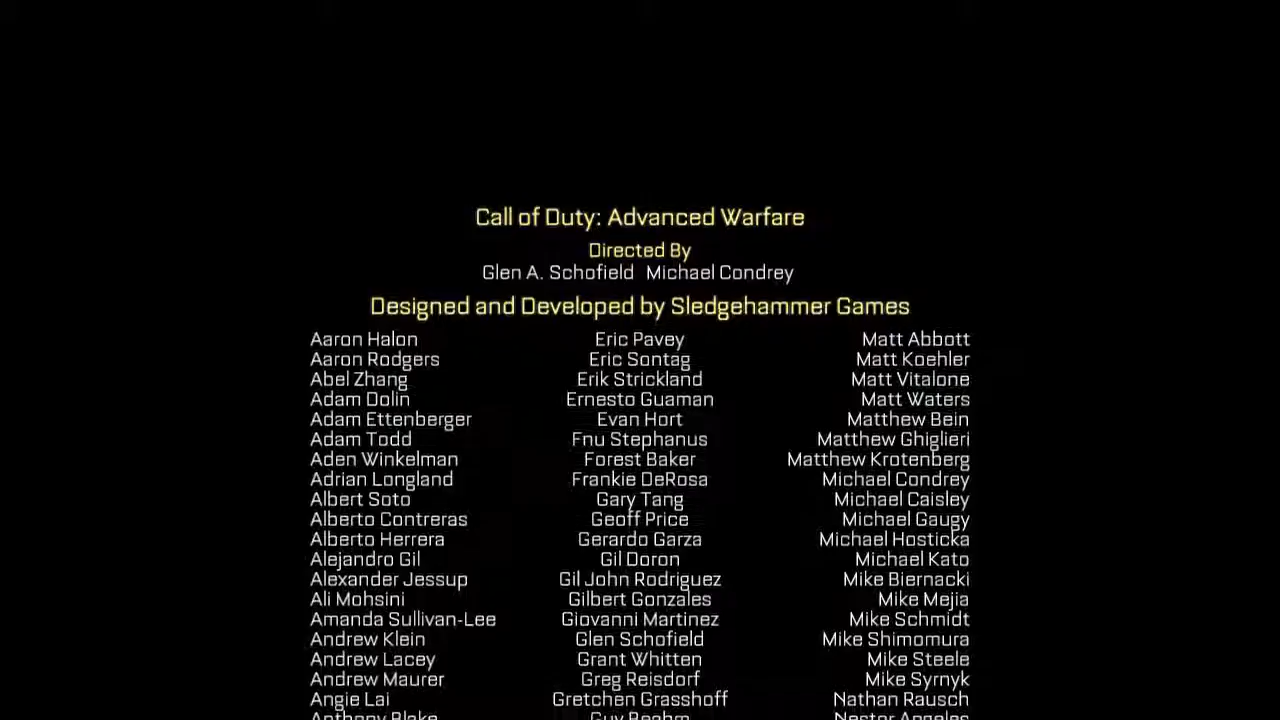 Call of Duty: Advanced Warfare
Directed By
Glen A. Schofield Michael Condrey
Designed and Developed by Sledgehammer Games
Aaron Halon Eric Pavey Matt Abbott
Aaron Rodgers Eric Sontag Matt Koehler
Abel Zhang Erik Strickland Matt Vitalone
Adam Dolin Ernesto Guaman Matt Waters
Adam Ettenberger Evan Hort Matthew Bein
Adam Todd Fnu Stephanus Matthew Ghiglieri
Aden Winkelman Forest Baker Matthew Krotenberg
Adrian Longland Frankie DeRosa Michael Condrey
Albert Soto Gary Tang Michael Caisley
Alberto Contreras Geoff Price Michael Gaugy
Alberto Herrera Gerardo Garza Michael Hosticka
Alejandro Gil Gil Doron Michael Kato
Alexander Jessup Gil John Rodriguez Mike Biernacki
Ali Mohsini Gilbert Gonzales Mike Mejia
Amanda Sullivan-Lee Giovanni Martinez Mike Schmidt
Andrew Klein Glen Schofield Mike Shimomura
Andrew Lacey Grant Whitten Mike Steele
Andrew Maurer Greg Reisdorf Mike Syrnyk
Angie Lai Gretchen Grasshoff Nathan Rausch
Anthony Blake Guy Beahm Nestor Angeles